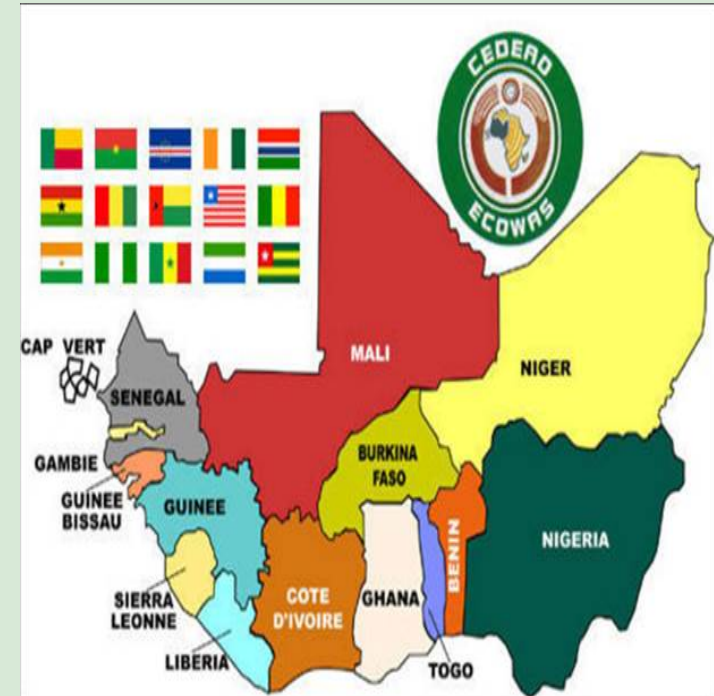 CEDEAO
ECOWAS
CAP VERT
MALI
NIGER
SENEGAL
GAMBIE
GUINEE
BISSAU
GUINEE
BURKINA
FASO
BENIN
NIGERIA
SIERRA
LEONNE
COTE
D'IVOIRE
GHANA
LIBERIA
TOGO